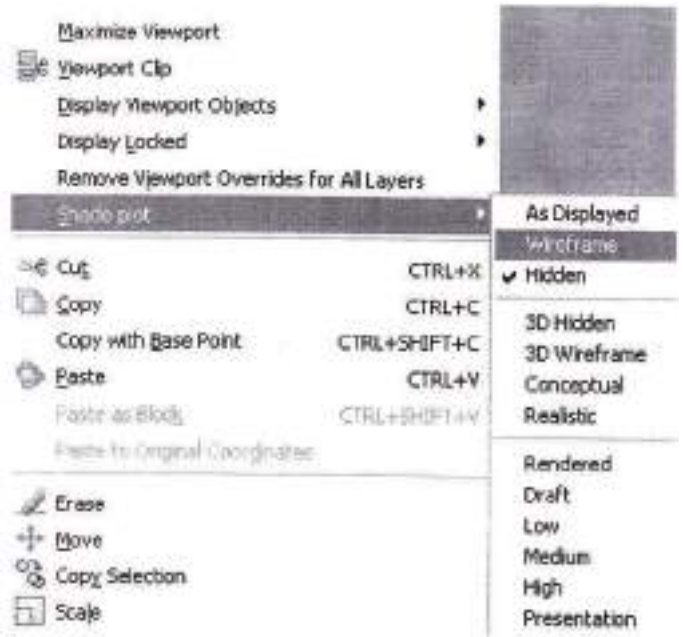 Maximize Viewport
Viewport Clip
Display Viewport Objects
Display Locked
Remove Viewport Overrides for All Layers
Shade plot
Cut CTRL+X
Copy CTRL+C
Copy with Base Point CTRL+SHIFT+C
Paste CTRL+V
Paste as Block CTRL+SHIFT+V
Paste to Original Coordinates
Erase
Move
Copy Selection
Scale
As Displayed
Wireframe
Hidden
3D Hidden
3D Wireframe
Conceptual
Realistic
Rendered
Draft
Low
Medium
High
Presentation